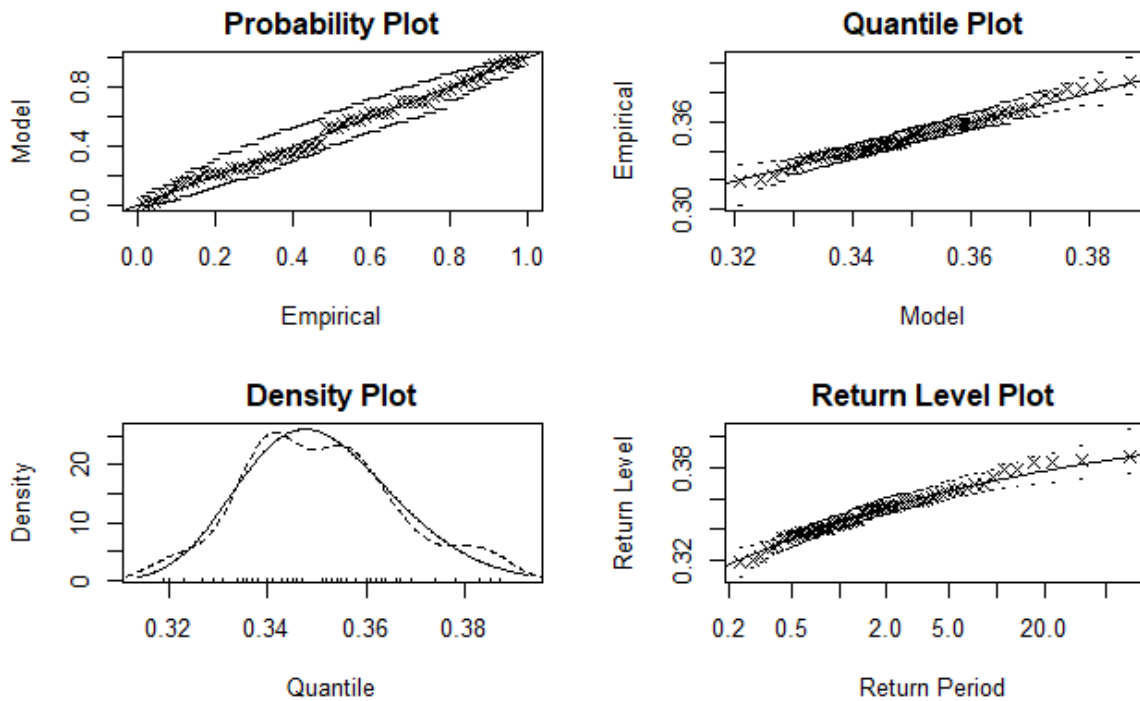 Probability Plot
Model
0.0 0.4 0.8
0.0 0.2 0.4 0.6 0.8 1.0
Empirical
Quantile Plot
Empirical
0.30 0.36
0.32 0.34 0.36 0.38
Model
Density Plot
Density
0 10 20
0.32 0.34 0.36 0.38
Quantile
Return Level Plot
Return Level
0.32 0.38
0.2 0.5 2.0 5.0 20.0
Return Period